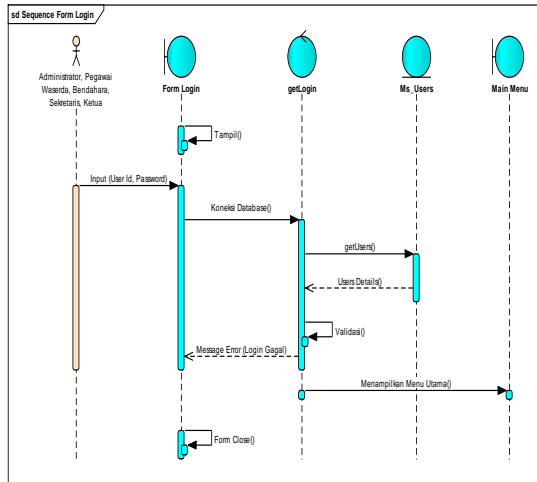 sd Sequence Form Login
Administrator, Pegawai
Waserda, Bendahara,
Sekretaris, Ketua
Form Login
getLogin
Ms_Users
Main Menu
Tampil()
Input (User Id, Password)
Koneksi Database()
getUsers()
Users Details()
Validasi()
Message Error (Login Gagal)
Menampilkan Menu Utama()
Form Close()